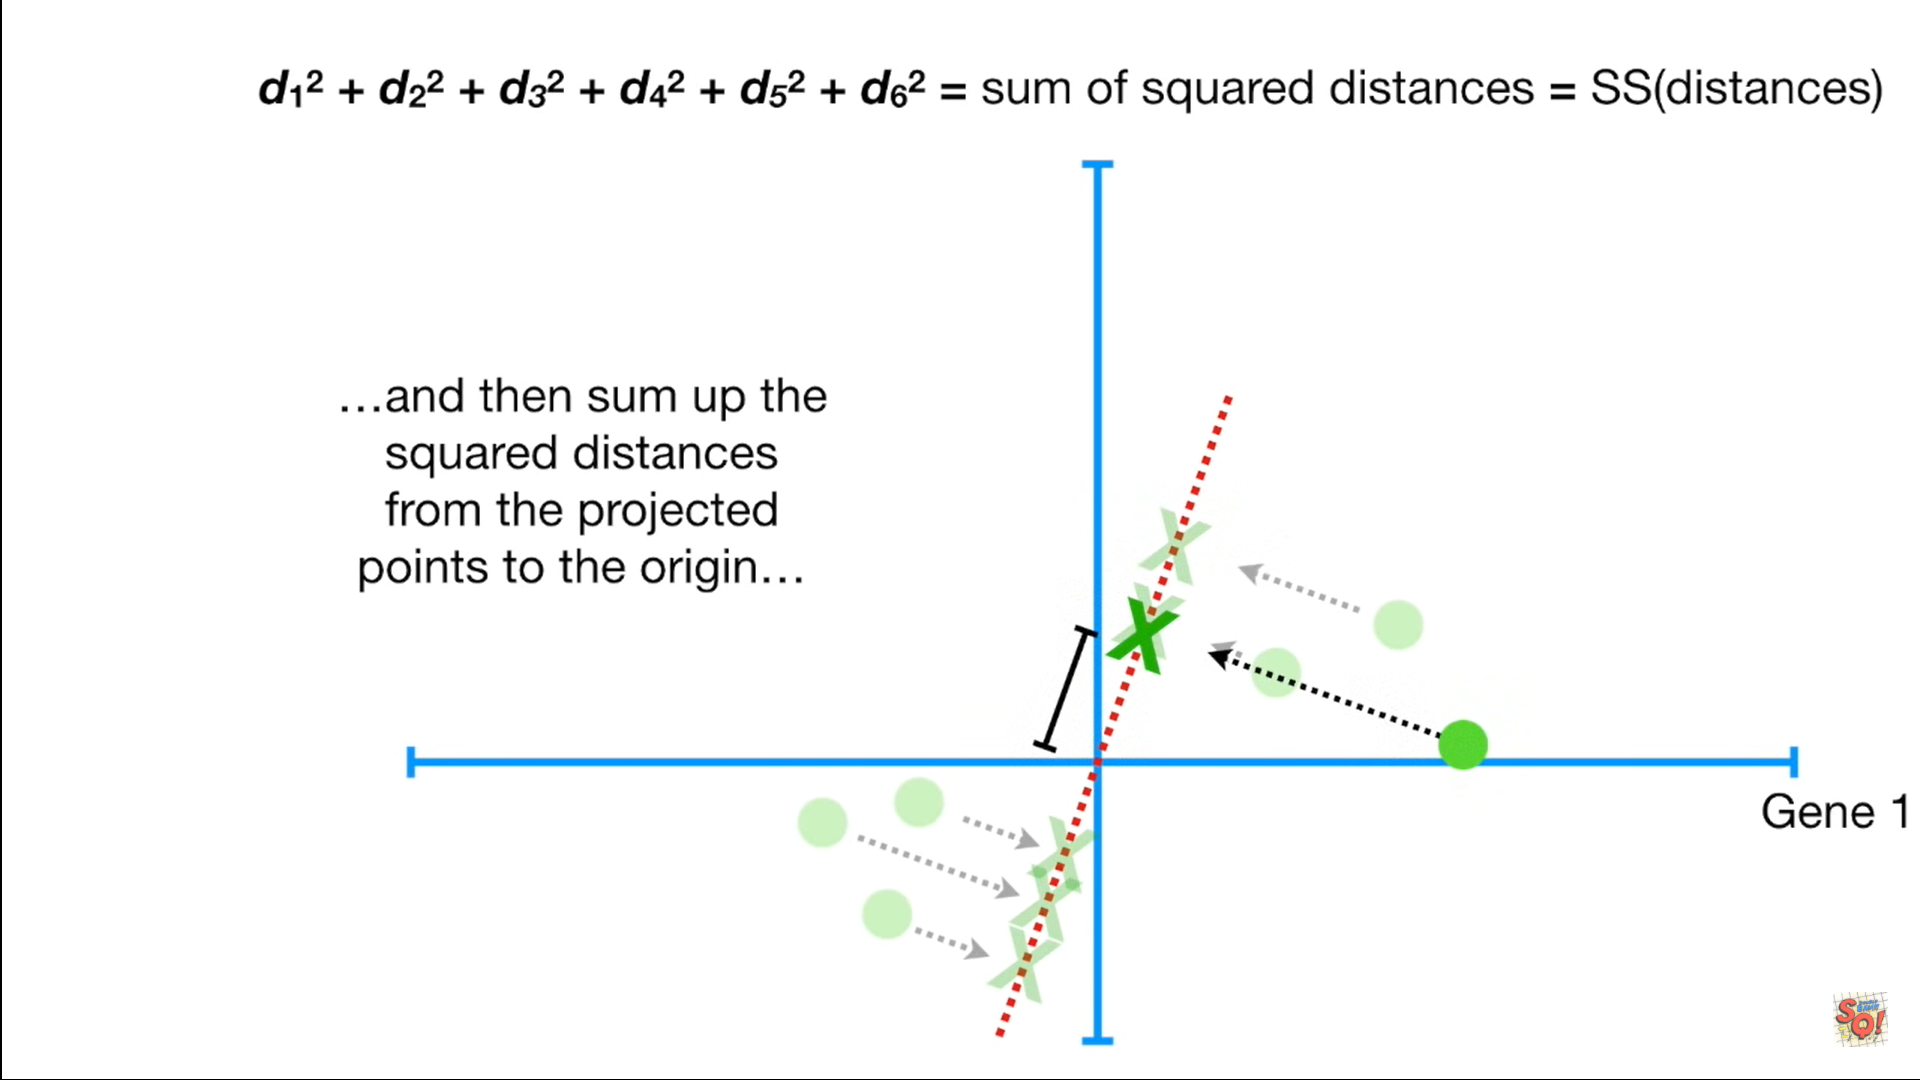 d₁² + d₂² + d₃² + d₄² + d₅² + d₆² = sum of squared distances = SS(distances)
…and then sum up the
squared distances
from the projected
points to the origin…
Gene 1
SQ!